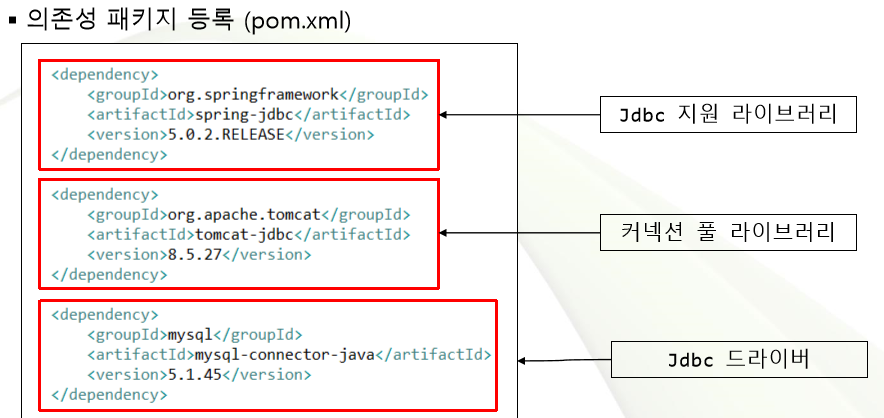 ▪ 의존성 패키지 등록 (pom.xml)
<dependency>
    <groupId>org.springframework</groupId>
    <artifactId>spring-jdbc</artifactId>
    <version>5.0.2.RELEASE</version>
</dependency>
Jdbc 지원 라이브러리
<dependency>
    <groupId>org.apache.tomcat</groupId>
    <artifactId>tomcat-jdbc</artifactId>
    <version>8.5.27</version>
</dependency>
커넥션 풀 라이브러리
<dependency>
    <groupId>mysql</groupId>
    <artifactId>mysql-connector-java</artifactId>
    <version>5.1.45</version>
</dependency>
Jdbc 드라이버